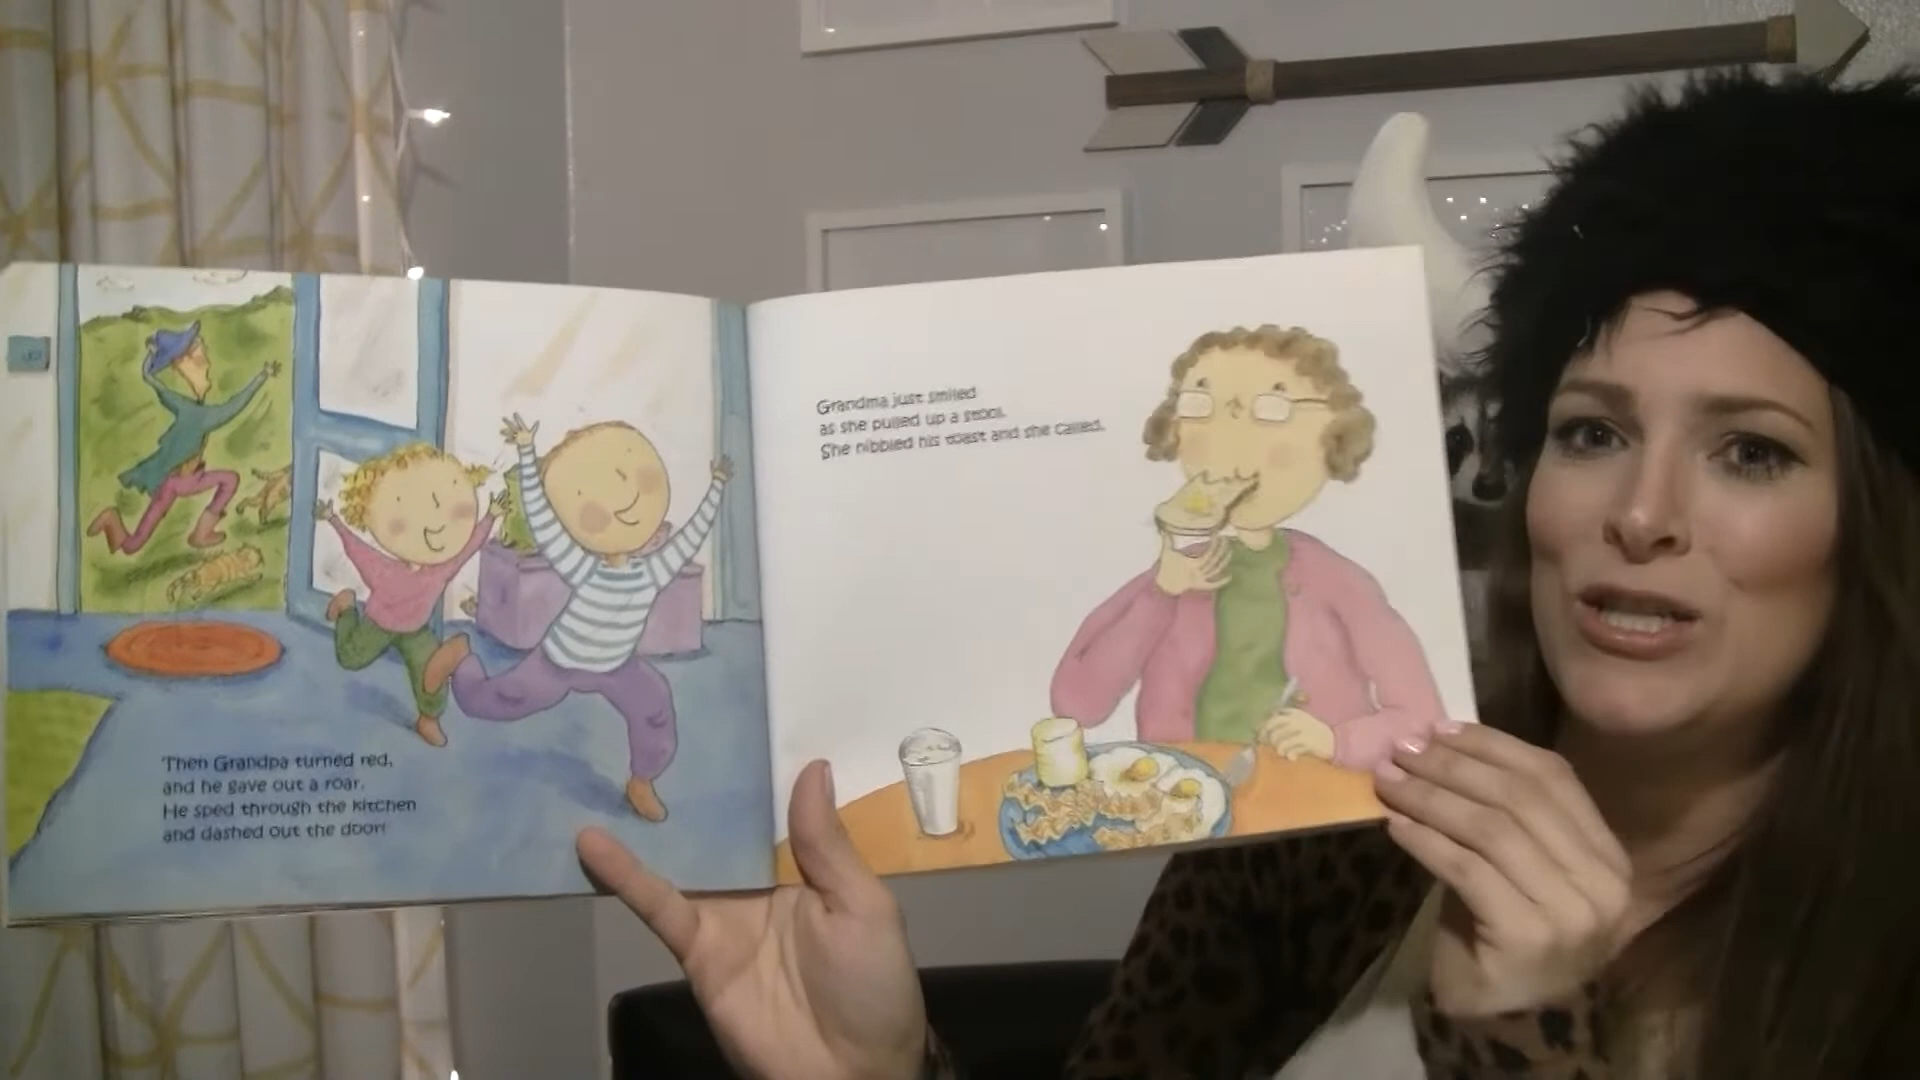 Then Grandpa turned red,
and he gave out a roar.
He sped through the kitchen
and dashed out the door!
Grandma just smiled
as she pulled up a stool.
She nibbled his toast and she called,